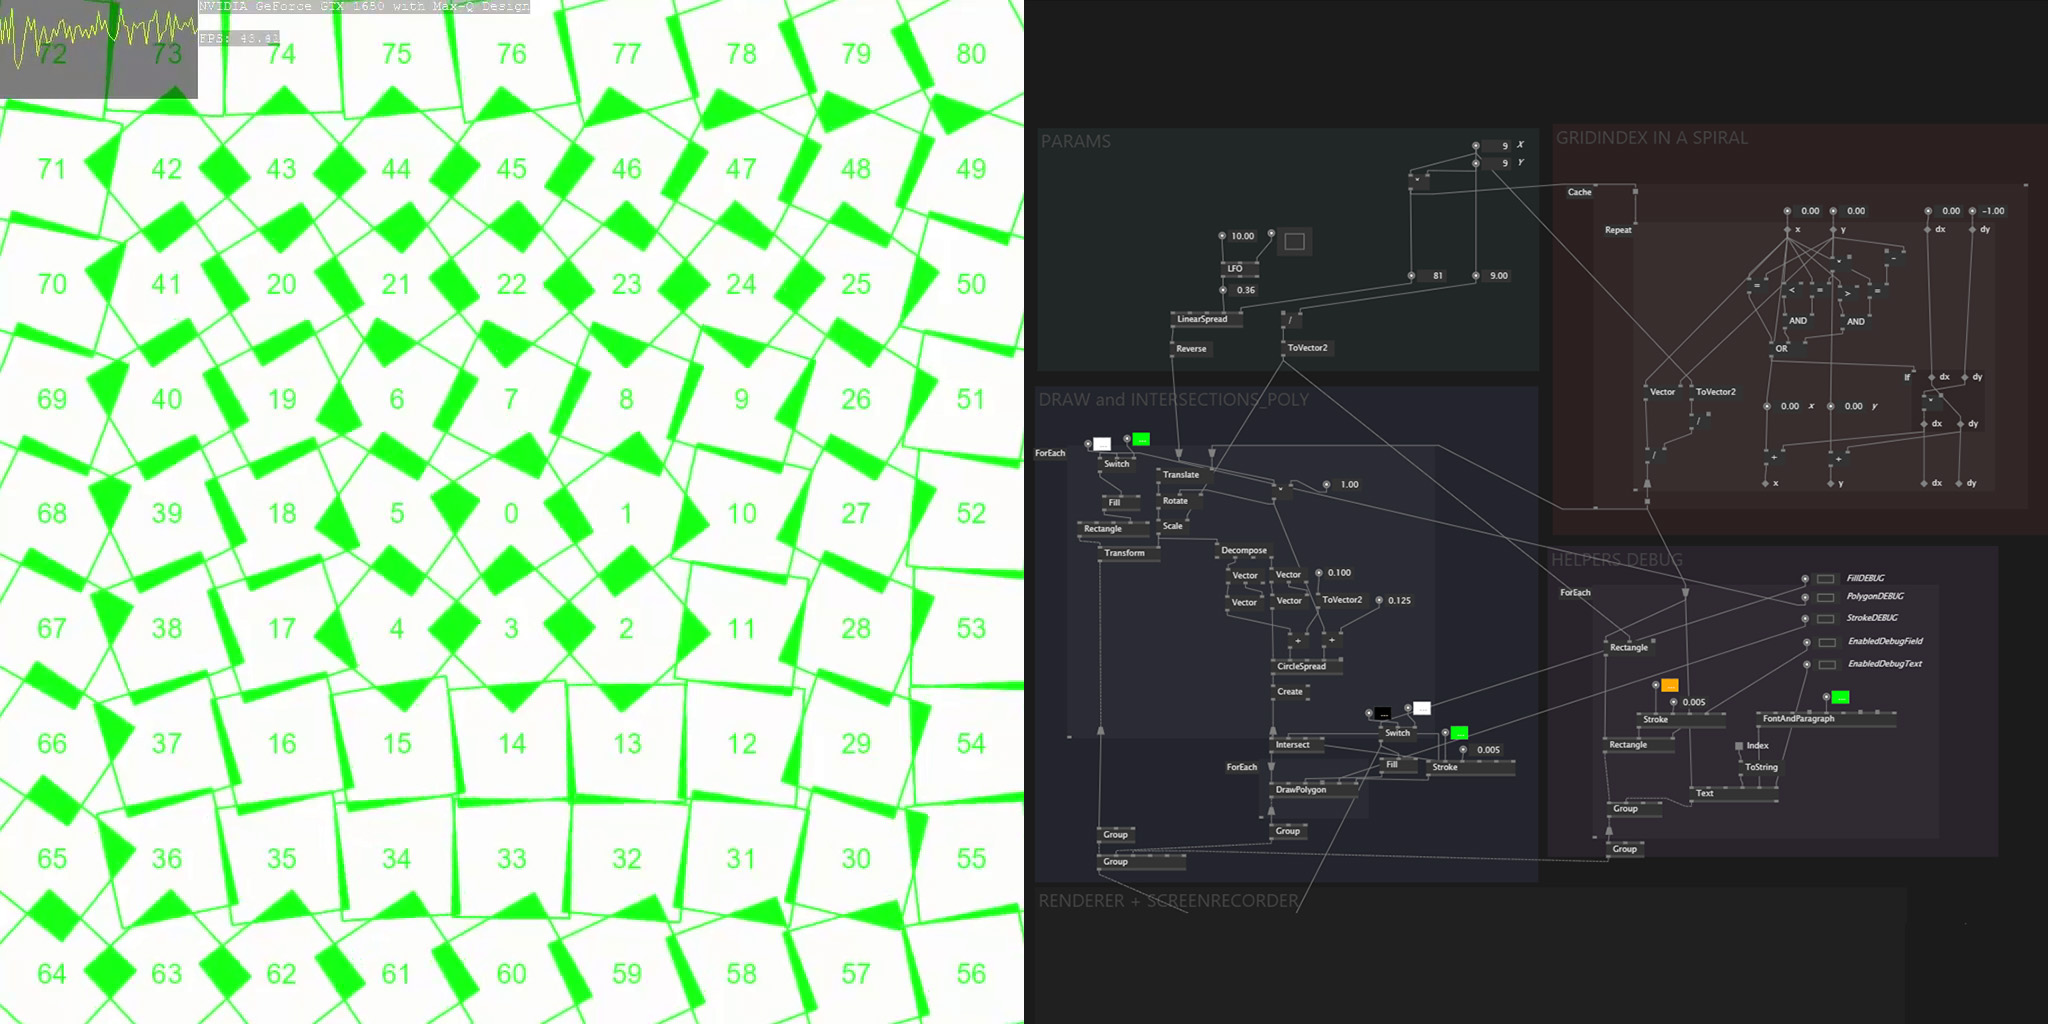 NVIDIA GeForce GTX 1650 with Max-Q Design
72 73 74 75 76 77 78 79 80
71 42 43 44 45 46 47 48 49
70 41 20 21 22 23 24 25 50
69 40 19 6 7 8 9 26 51
68 39 18 5 0 1 10 27 52
67 38 17 4 3 2 11 28 53
66 37 16 15 14 13 12 29 54
65 36 35 34 33 32 31 30 55
64 63 62 61 60 59 58 57 56
PARAMS
9 X
9 Y
*
10.00
LFO
0.36
81 9.00
LinearSpread /
Reverse ToVector2
GRIDINDEX IN A SPIRAL
Cache
Repeat
0.00 0.00 0.00 -1.00
x y dx dy
= < = > = -
AND AND
OR
If dx dy
Vector ToVector2
0.00 x 0.00 y
/ dx dy
/ + +
x y dx dy
DRAW and INTERSECTIONS_POLY
ForEach ... ...
Switch
Translate
1.00
Fill Rotate
Rectangle Scale
Transform Decompose
Vector Vector 0.100
Vector Vector ToVector2 0.125
+ +
CircleSpread
Create
... ...
Switch ...
Intersect 0.005
ForEach Fill Stroke
DrawPolygon
Group Group
Group
HELPERS DEBUG
ForEach
FillDEBUG
PolygonDEBUG
StrokeDEBUG
EnabledDebugField
EnabledDebugText
Rectangle
... ...
0.005
Stroke FontAndParagraph
Rectangle Index
ToString
Text
Group
Group
RENDERER + SCREENRECORDER